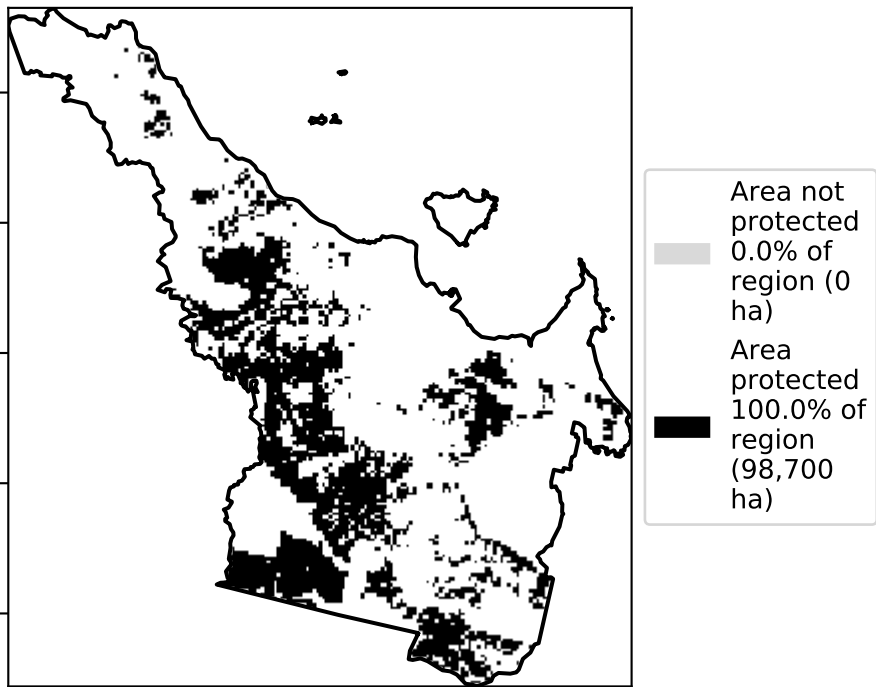 Area not
protected
0.0% of
region (0
ha)
Area
protected
100.0% of
region
(98,700
ha)